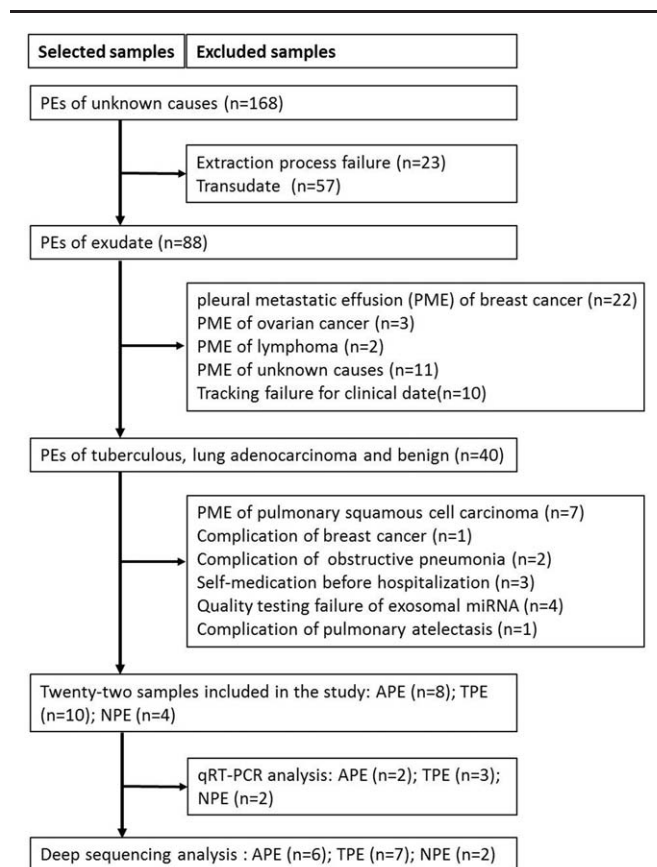 Selected samples Excluded samples
PEs of unknown causes (n=168)
Extraction process failure (n=23)
Transudate (n=57)
PEs of exudate (n=88)
pleural metastatic effusion (PME) of breast cancer (n=22)
PME of ovarian cancer (n=3)
PME of lymphoma (n=2)
PME of unknown causes (n=11)
Tracking failure for clinical date(n=10)
PEs of tuberculous, lung adenocarcinoma and benign (n=40)
PME of pulmonary squamous cell carcinoma (n=7)
Complication of breast cancer (n=1)
Complication of obstructive pneumonia (n=2)
Self-medication before hospitalization (n=3)
Quality testing failure of exosomal miRNA (n=4)
Complication of pulmonary atelectasis (n=1)
Twenty-two samples included in the study: APE (n=8); TPE
(n=10); NPE (n=4)
qRT-PCR analysis: APE (n=2); TPE (n=3);
NPE (n=2)
Deep sequencing analysis : APE (n=6); TPE (n=7); NPE (n=2)